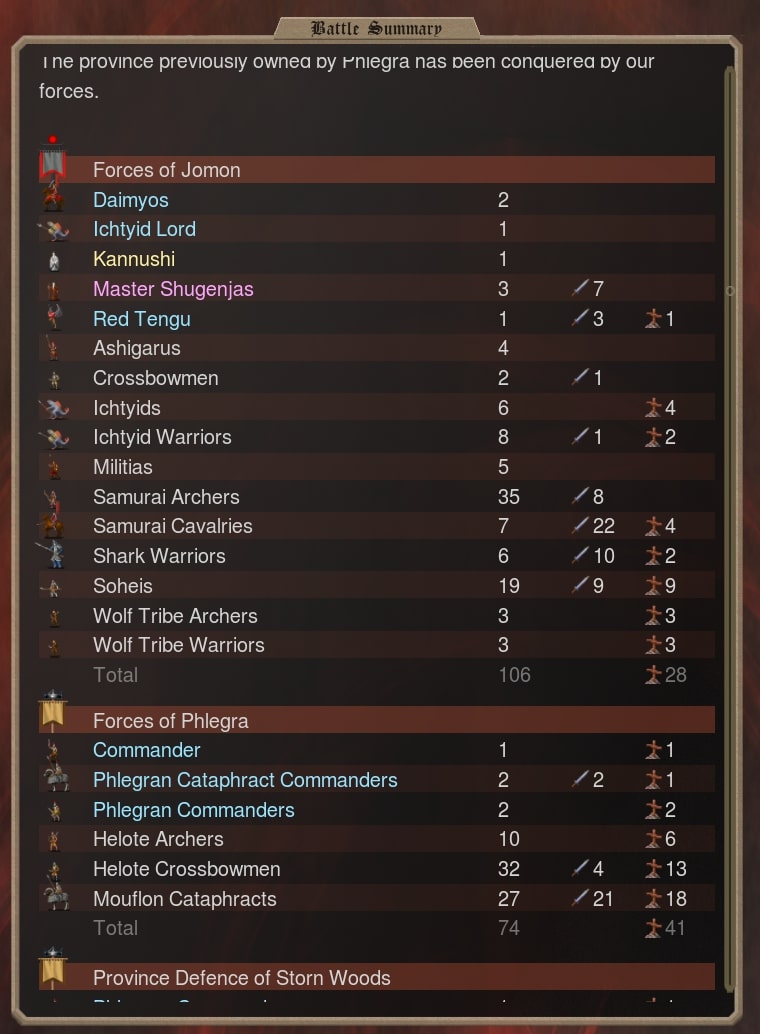 Battle Summary
The province previously owned by Phlegra has been conquered by our
forces.
Forces of Jomon
Daimyos 2
Ichtyid Lord 1
Kannushi 1
Master Shugenjas 3 7
Red Tengu 1 3 1
Ashigarus 4
Crossbowmen 2 1
Ichtyids 6 4
Ichtyid Warriors 8 1 2
Militias 5
Samurai Archers 35 8
Samurai Cavalries 7 22 4
Shark Warriors 6 10 2
Soheis 19 9 9
Wolf Tribe Archers 3 3
Wolf Tribe Warriors 3 3
Total 106 28
Forces of Phlegra
Commander 1 1
Phlegran Cataphract Commanders 2 2 1
Phlegran Commanders 2 2
Helote Archers 10 6
Helote Crossbowmen 32 4 13
Mouflon Cataphracts 27 21 18
Total 74 41
Province Defence of Storn Woods